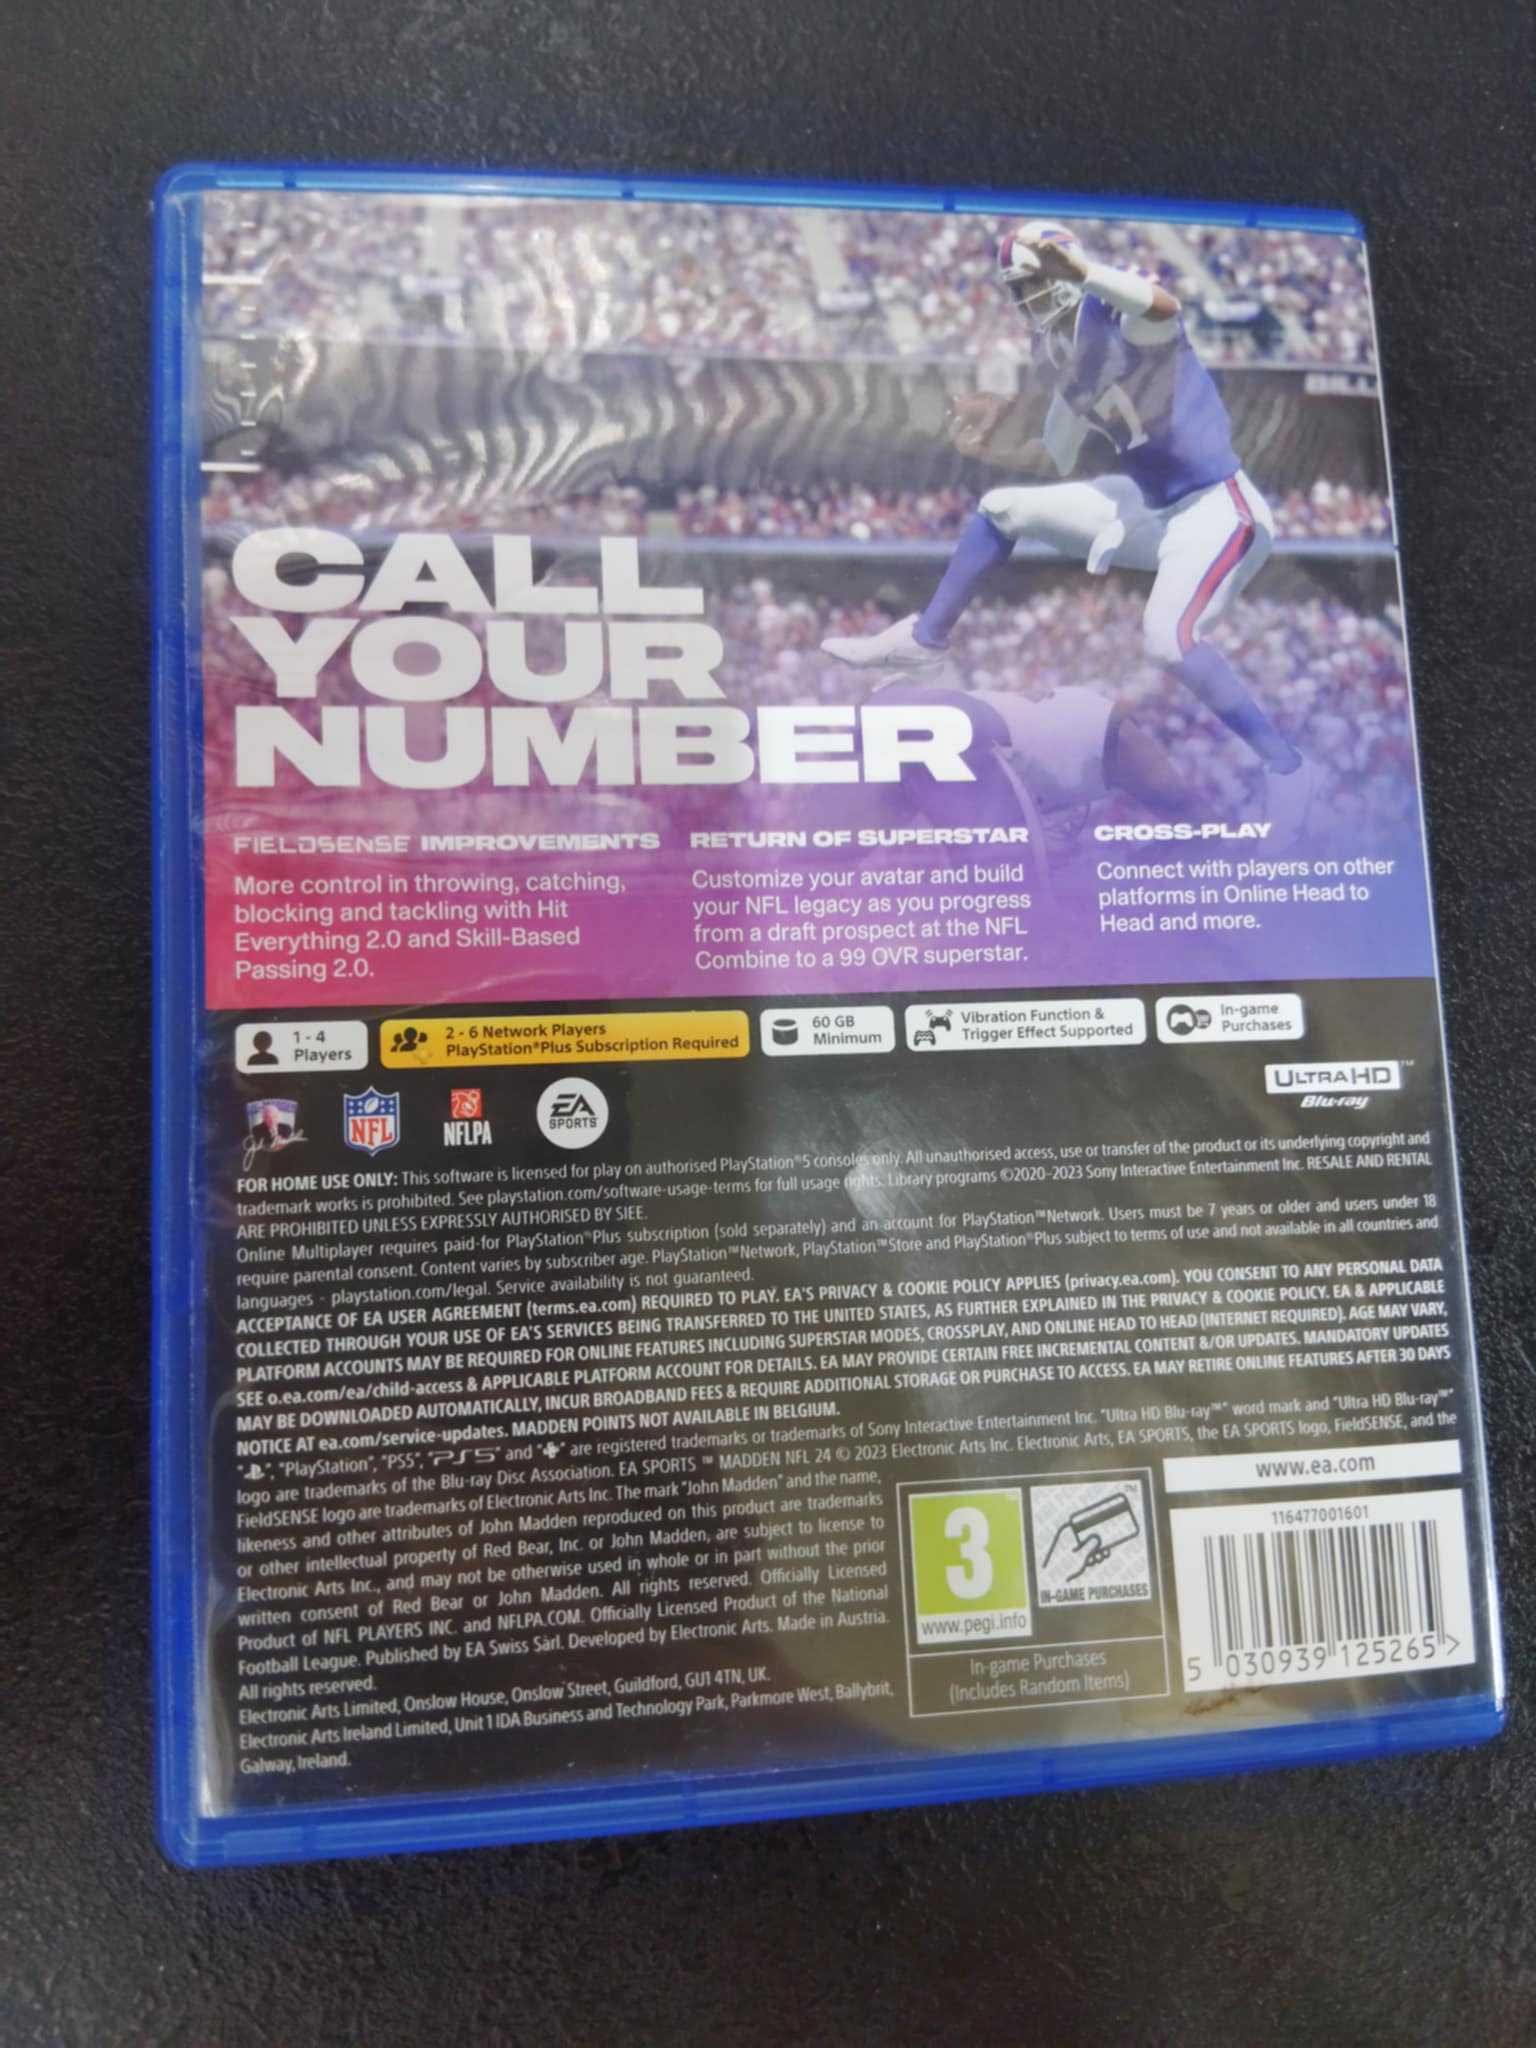 BILL
7
CALL
YOUR
NUMBER
FIELDSENSE IMPROVEMENTS
More control in throwing, catching,
blocking and tackling with Hit
Everything 2.0 and Skill-Based
Passing 2.0.
RETURN OF SUPERSTAR
Customize your avatar and build
your NFL legacy as you progress
from a draft prospect at the NFL
Combine to a 99 OVR superstar.
CROSS-PLAY
Connect with players on other
platforms in Online Head to
Head and more.
1 - 4
Players
2 - 6 Network Players
PlayStation®Plus Subscription Required
60 GB
Minimum
Vibration Function &
Trigger Effect Supported
In-game
Purchases
NFL
NFLPA
EA
SPORTS
ULTRA HD™
Blu-ray
FOR HOME USE ONLY: This software is licensed for play on authorised PlayStation®5 consoles only. All unauthorised access, use or transfer of the product or its underlying copyright and
trademark works is prohibited. See playstation.com/software-usage-terms for full usage rights. Library programs ©2020-2023 Sony Interactive Entertainment Inc. RESALE AND RENTAL
ARE PROHIBITED UNLESS EXPRESSLY AUTHORISED BY SIEE.
Online Multiplayer requires paid-for PlayStation®Plus subscription (sold separately) and an account for PlayStation™Network. Users must be 7 years or older and users under 18
require parental consent. Content varies by subscriber age. PlayStation™Network, PlayStation™Store and PlayStation®Plus subject to terms of use and not available in all countries and
languages - playstation.com/legal. Service availability is not guaranteed.
ACCEPTANCE OF EA USER AGREEMENT (terms.ea.com) REQUIRED TO PLAY. EA'S PRIVACY & COOKIE POLICY APPLIES (privacy.ea.com). YOU CONSENT TO ANY PERSONAL DATA
COLLECTED THROUGH YOUR USE OF EA'S SERVICES BEING TRANSFERRED TO THE UNITED STATES, AS FURTHER EXPLAINED IN THE PRIVACY & COOKIE POLICY. EA & APPLICABLE
PLATFORM ACCOUNTS MAY BE REQUIRED FOR ONLINE FEATURES INCLUDING SUPERSTAR MODES, CROSSPLAY, AND ONLINE HEAD TO HEAD (INTERNET REQUIRED). AGE MAY VARY,
SEE o.ea.com/ea/child-access & APPLICABLE PLATFORM ACCOUNT FOR DETAILS. EA MAY PROVIDE CERTAIN FREE INCREMENTAL CONTENT &/OR UPDATES. MANDATORY UPDATES
MAY BE DOWNLOADED AUTOMATICALLY, INCUR BROADBAND FEES & REQUIRE ADDITIONAL STORAGE OR PURCHASE TO ACCESS. EA MAY RETIRE ONLINE FEATURES AFTER 30 DAYS
NOTICE AT ea.com/service-updates. MADDEN POINTS NOT AVAILABLE IN BELGIUM.
" ", "PlayStation", "PS5", "PS5" and " " are registered trademarks or trademarks of Sony Interactive Entertainment Inc. "Ultra HD Blu-ray™" word mark and "Ultra HD Blu-ray™"
logo are trademarks of the Blu-ray Disc Association. EA SPORTS ™ MADDEN NFL 24 © 2023 Electronic Arts Inc. Electronic Arts, EA SPORTS, the EA SPORTS logo, FieldSENSE, and the
FieldSENSE logo are trademarks of Electronic Arts Inc. The mark "John Madden" and the name,
likeness and other attributes of John Madden reproduced on this product are trademarks
or other intellectual property of Red Bear, Inc. or John Madden, are subject to license to
Electronic Arts Inc., and may not be otherwise used in whole or in part without the prior
written consent of Red Bear or John Madden. All rights reserved. Officially Licensed
Product of NFL PLAYERS INC. and NFLPA.COM. Officially Licensed Product of the National
Football League. Published by EA Swiss Sàrl. Developed by Electronic Arts. Made in Austria.
All rights reserved.
Electronic Arts Limited, Onslow House, Onslow Street, Guildford, GU1 4TN, UK.
Electronic Arts Ireland Limited, Unit 1 IDA Business and Technology Park, Parkmore West, Ballybrit,
Galway, Ireland.
3
www.pegi.info
IN-GAME PURCHASES
In-game Purchases
(Includes Random Items)
www.ea.com
116477001601
5 030939 125265 >